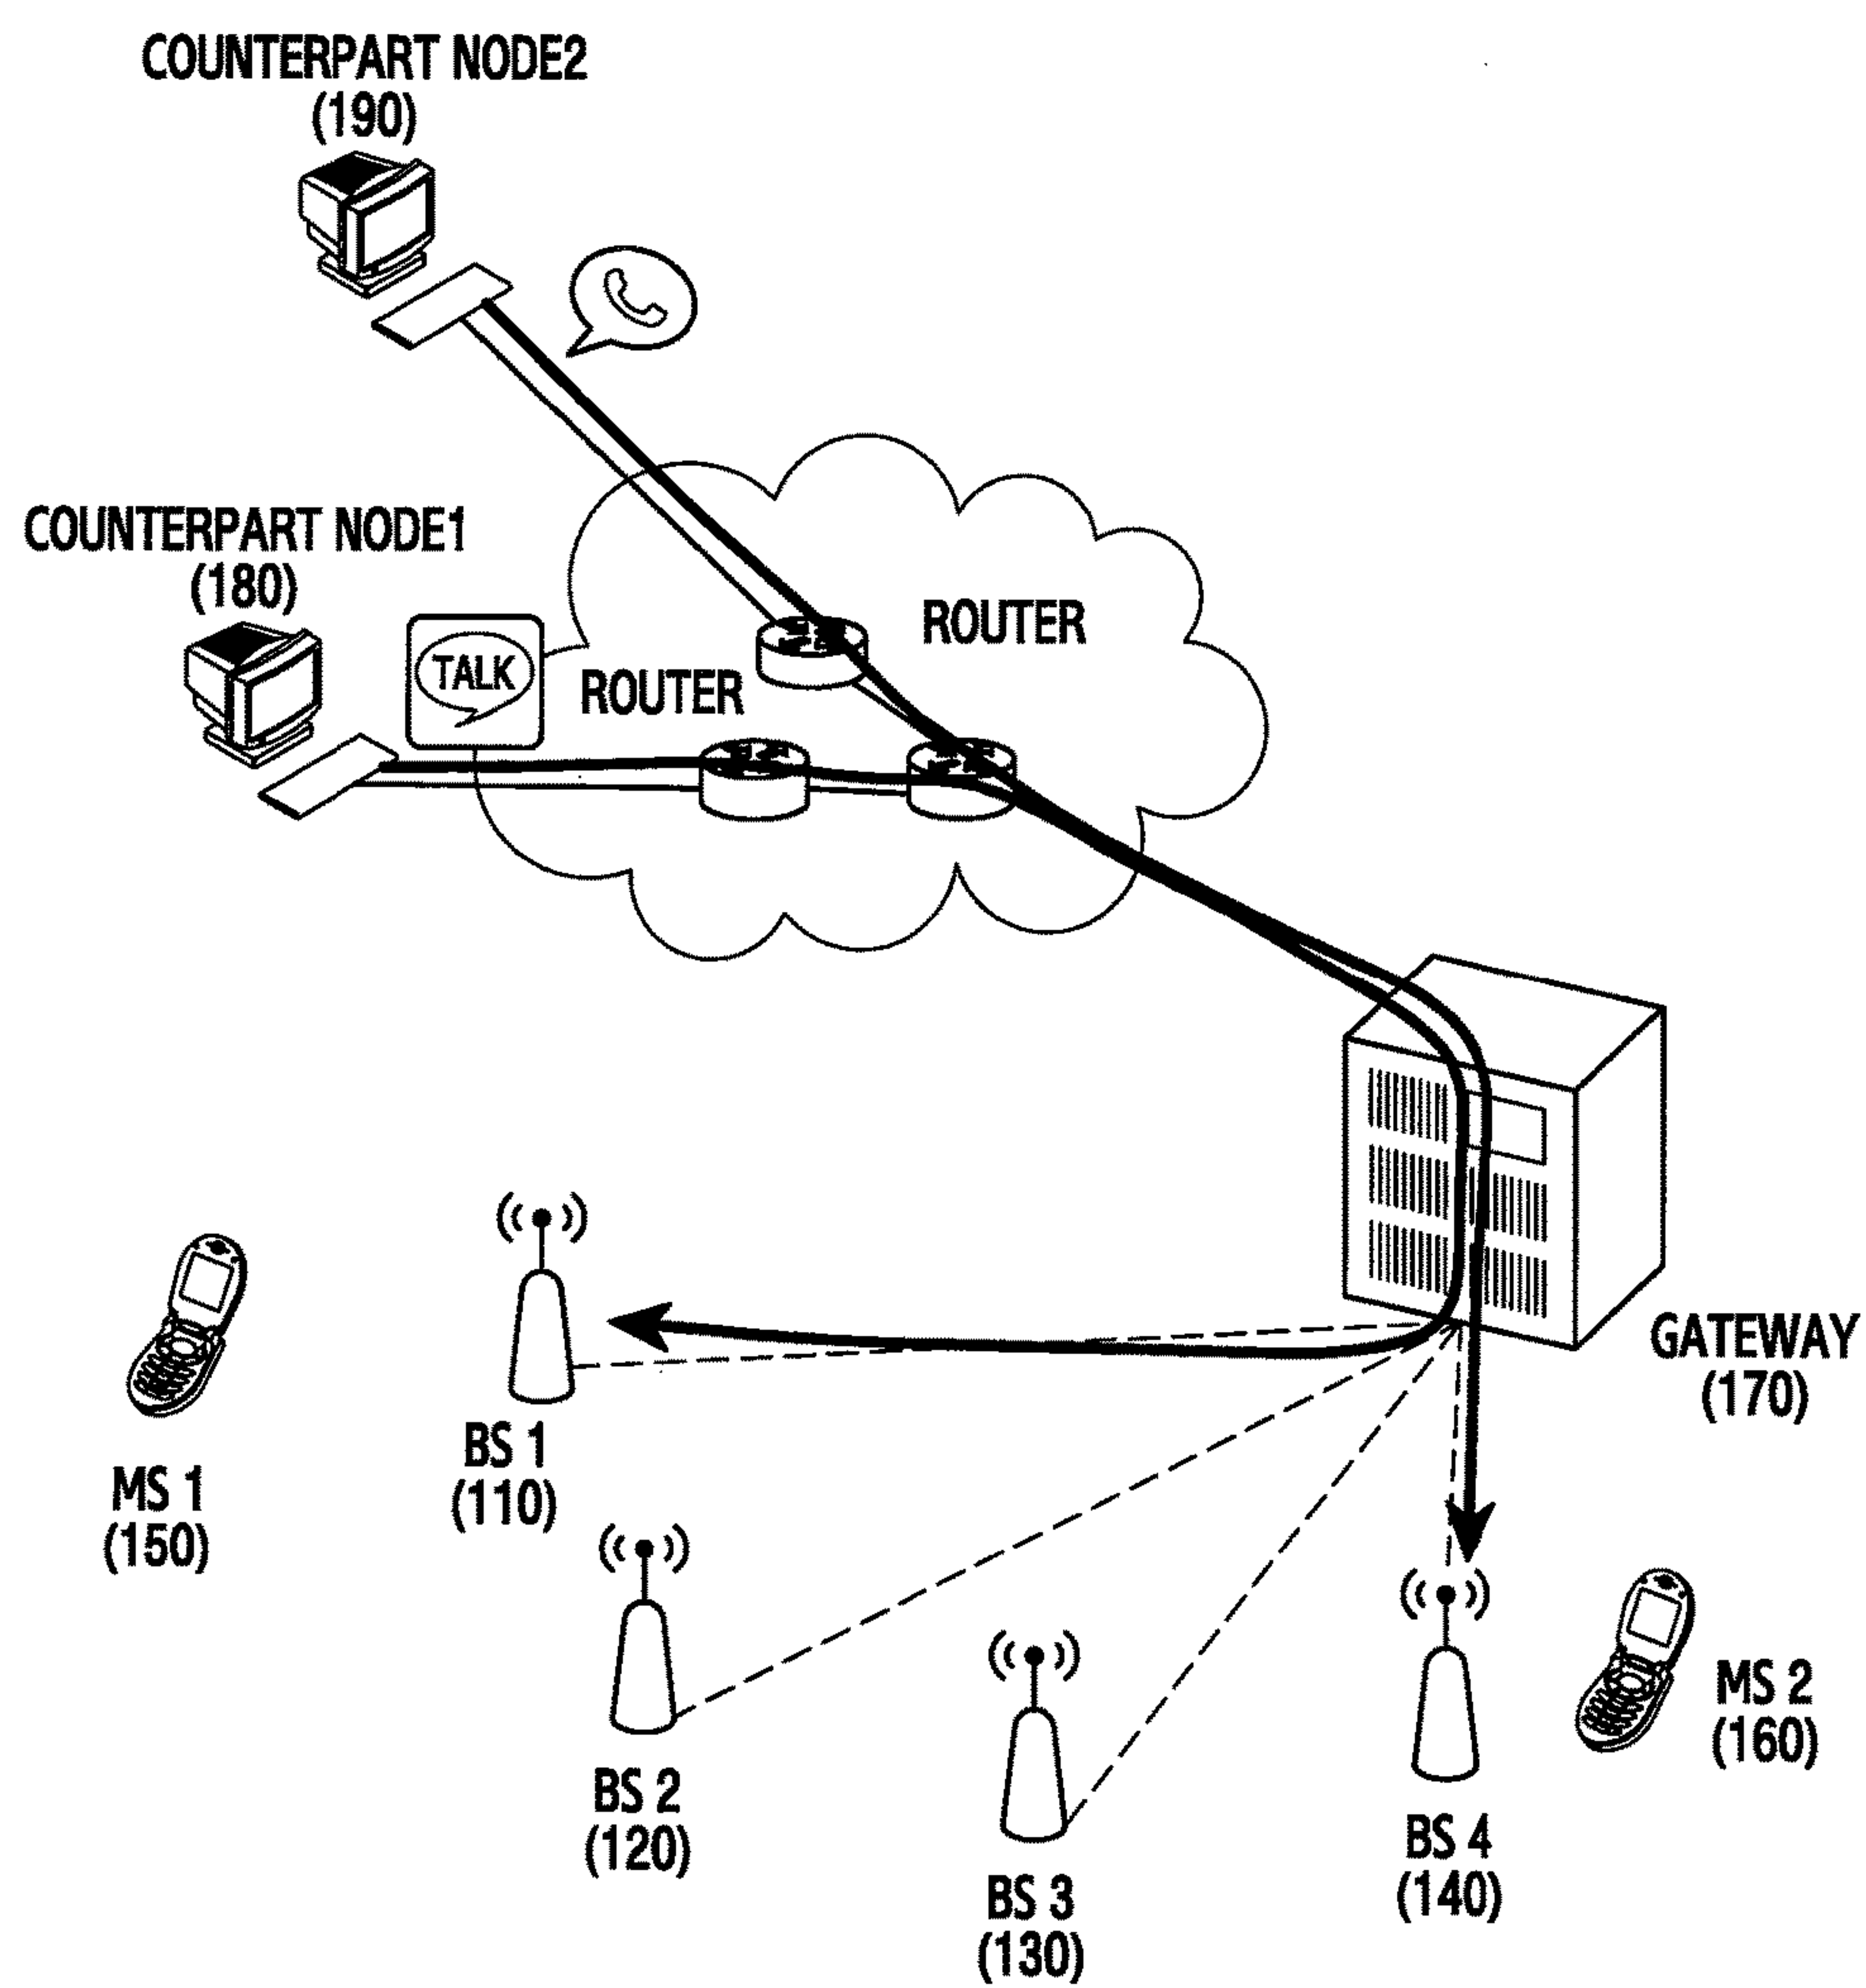 COUNTERPART NODE2
(190)
COUNTERPART NODE1
(180)
TALK
ROUTER
ROUTER
GATEWAY
(170)
MS 1
(150)
BS 1
(110)
BS 2
(120)
BS 3
(130)
BS 4
(140)
MS 2
(160)